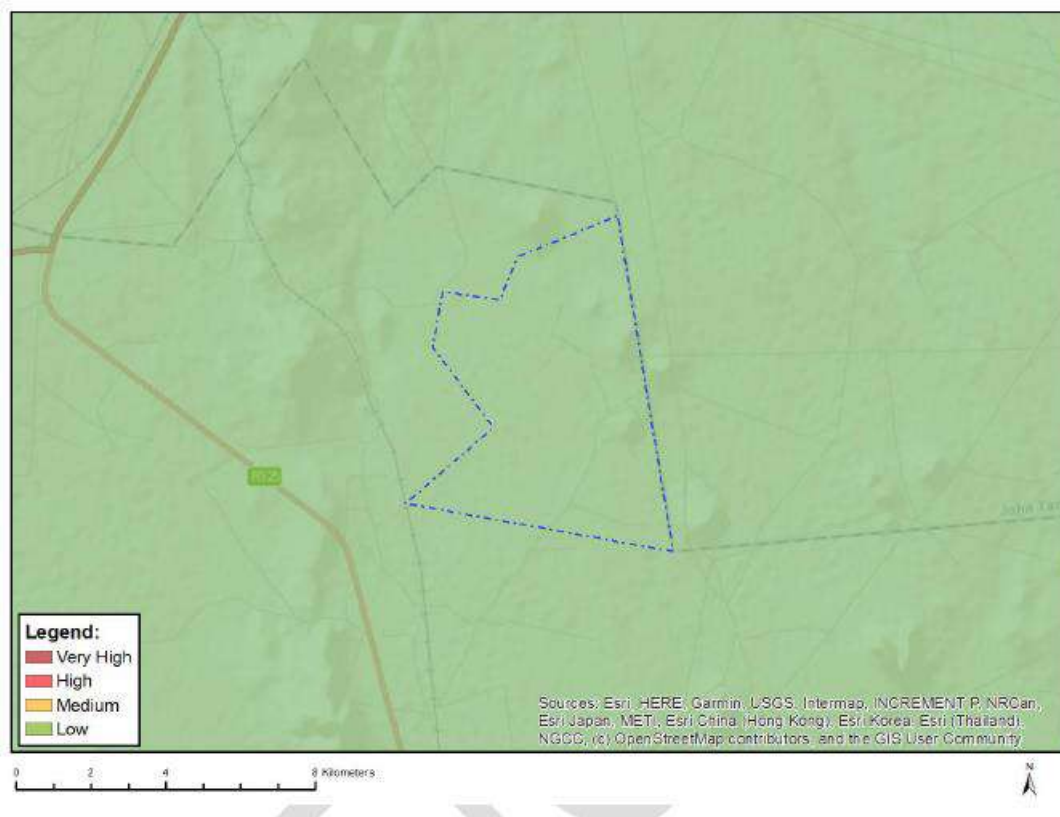 Legend:
Very High
High
Medium
Low
Sources: Esri, HERE, Garmin, USGS, Intermap, INCREMENT P, NRCan,
Esri Japan, METI, Esri China (Hong Kong), Esri Korea, Esri (Thailand),
NGCC, (c) OpenStreetMap contributors, and the GIS User Community
0 2 4 8 Kilometers
N